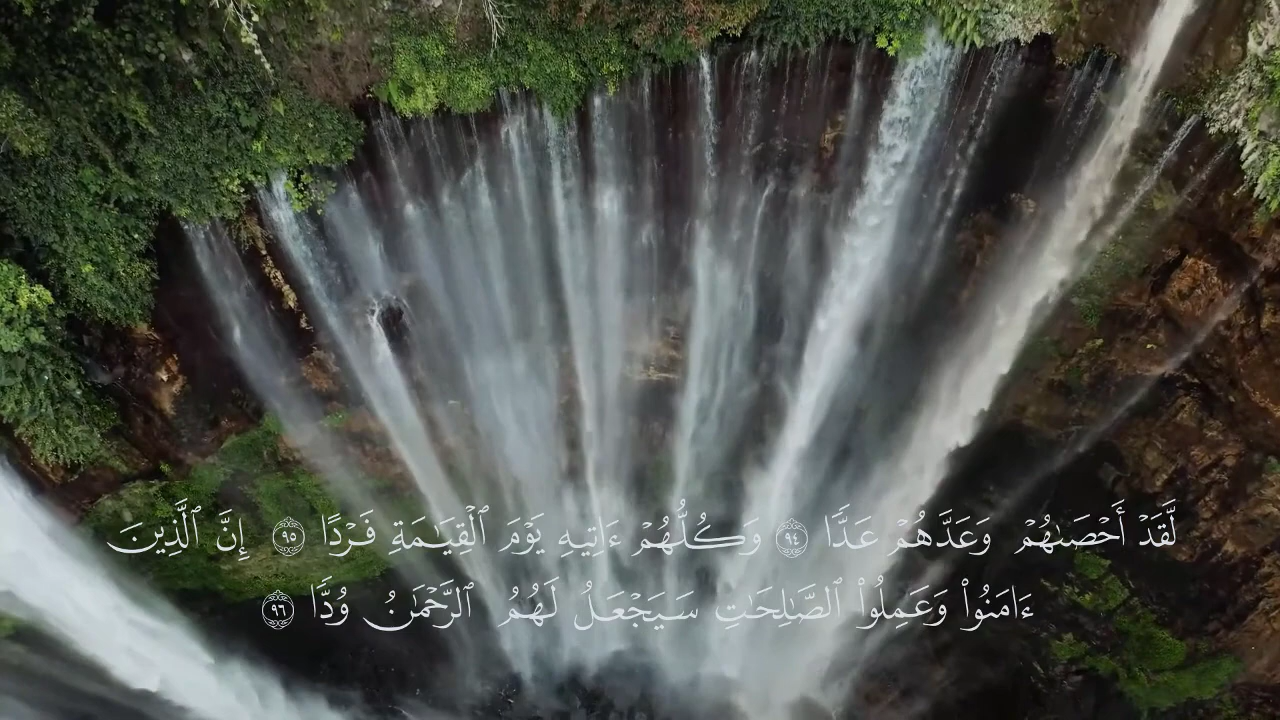 لَّقَدْ أَحْصَىٰهُمْ وَعَدَّهُمْ عَدًّا ٩٤ وَكُلُّهُمْ ءَاتِيهِ يَوْمَ ٱلْقِيَـٰمَةِ فَرْدًا ٩٥ إِنَّ ٱلَّذِينَ
ءَامَنُوا۟ وَعَمِلُوا۟ ٱلصَّـٰلِحَـٰتِ سَيَجْعَلُ لَهُمُ ٱلرَّحْمَـٰنُ وُدًّا ٩٦